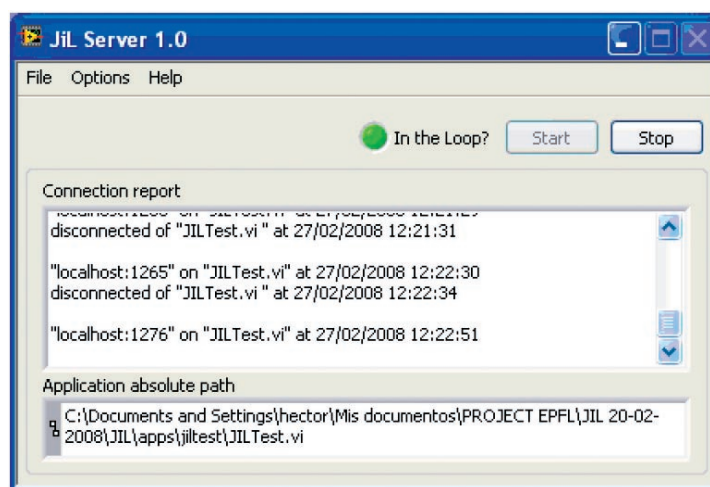 JiL Server 1.0
File Options Help
In the Loop? Start Stop
Connection report
disconnected of "JILTest.vi " at 27/02/2008 12:21:31
"localhost:1265" on "JILTest.vi" at 27/02/2008 12:22:30
disconnected of "JILTest.vi " at 27/02/2008 12:22:34
"localhost:1276" on "JILTest.vi" at 27/02/2008 12:22:51
Application absolute path
C:\Documents and Settings\hector\Mis documentos\PROJECT EPFL\JIL 20-02-
2008\JIL\apps\jiltest\JILTest.vi